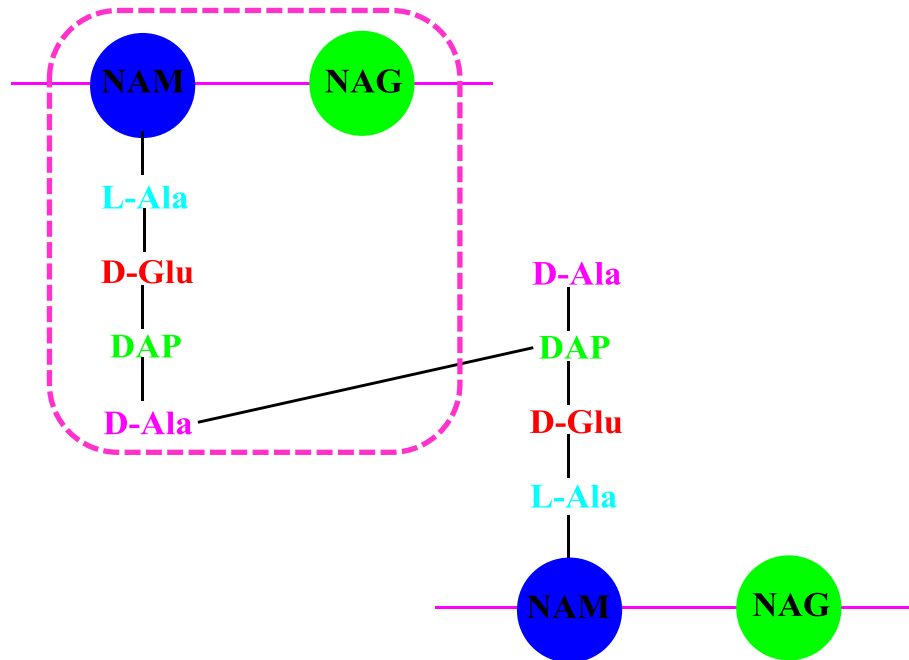 NAM NAG
L-Ala
D-Glu
DAP
D-Ala
D-Ala
DAP
D-Glu
L-Ala
NAM NAG